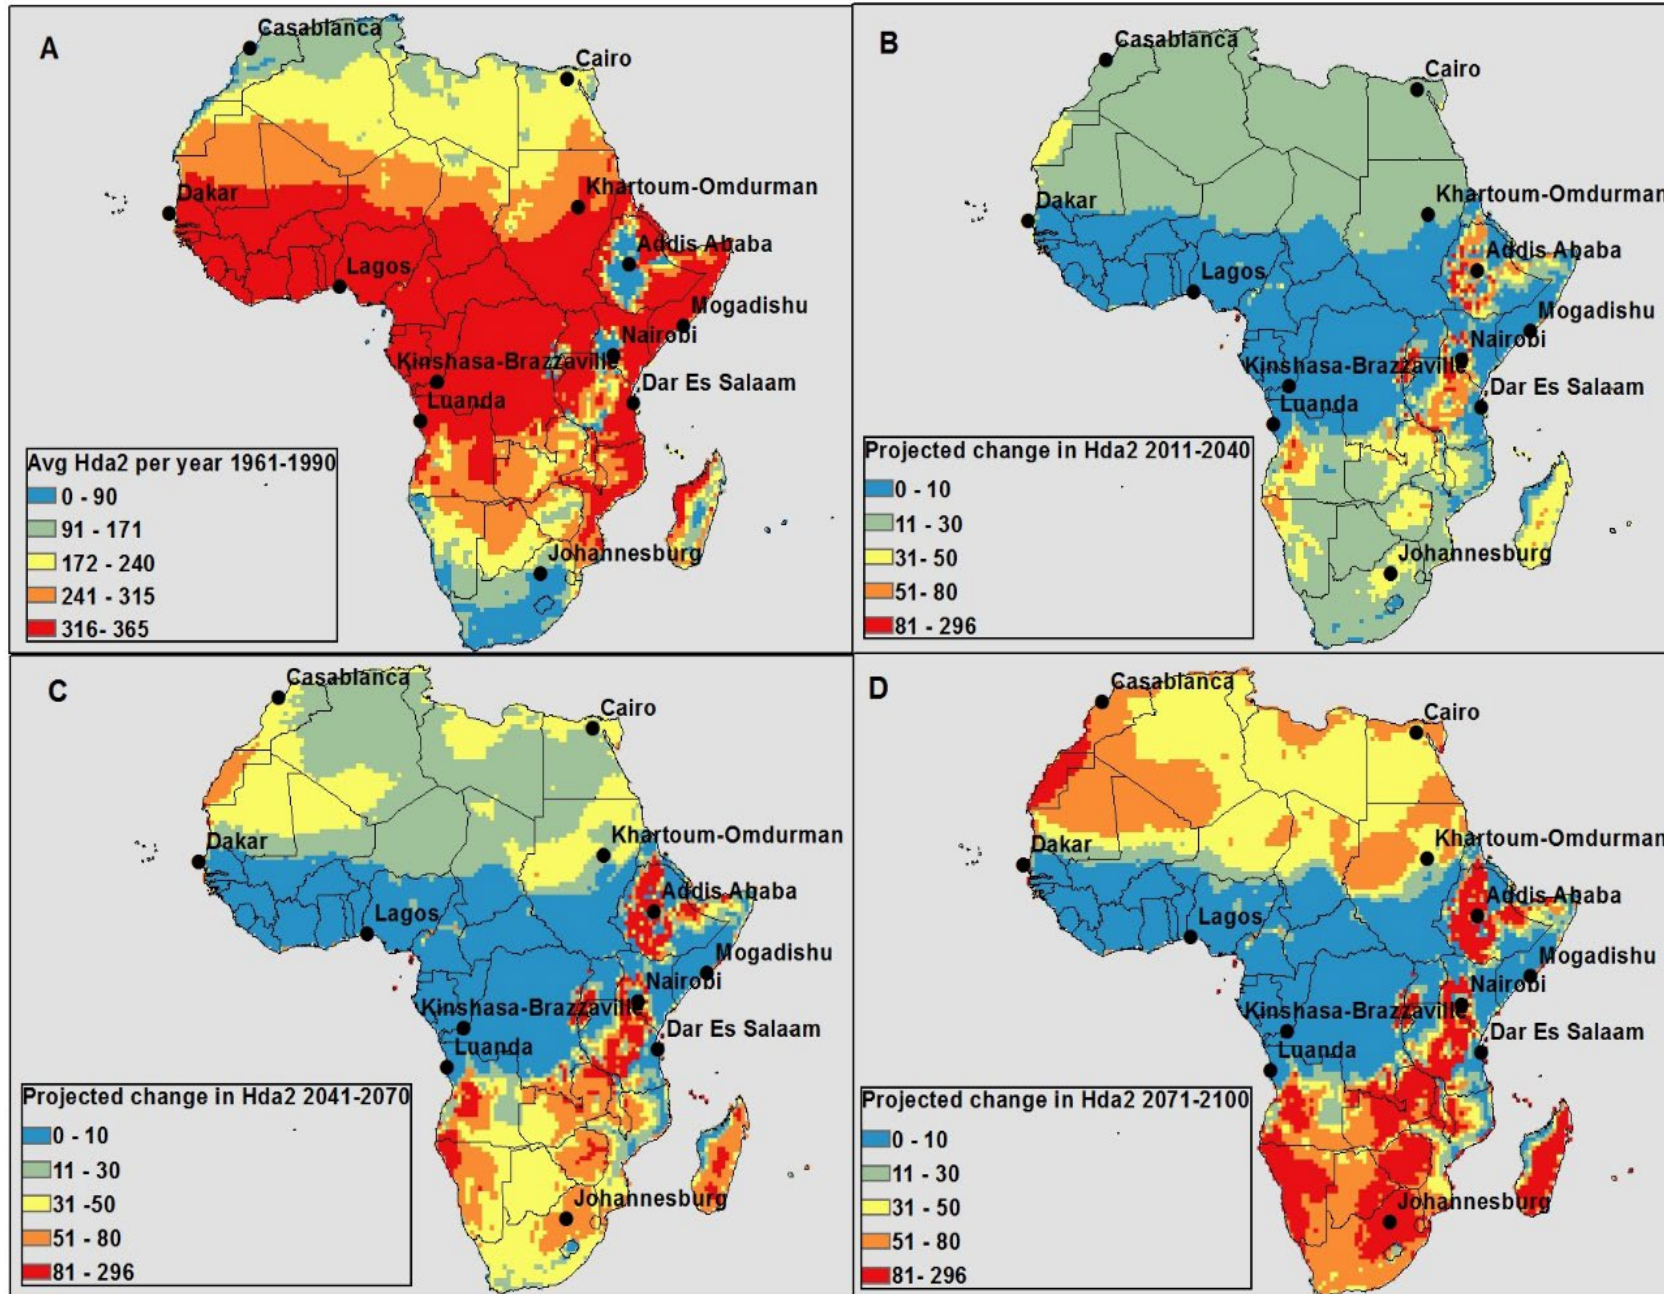 A
Casablanca
Cairo
Dakar
Khartoum-Omdurman
Addis Ababa
Lagos
Mogadishu
Nairobi
Kinshasa-Brazzaville
Dar Es Salaam
Luanda
Johannesburg
Avg Hda2 per year 1961-1990
0 - 90
91 - 171
172 - 240
241 - 315
316- 365
B
Casablanca
Cairo
Dakar
Khartoum-Omdurman
Addis Ababa
Lagos
Mogadishu
Nairobi
Kinshasa-Brazzaville
Dar Es Salaam
Luanda
Johannesburg
Projected change in Hda2 2011-2040
0 - 10
11 - 30
31 - 50
51- 80
81 - 296
C
Casablanca
Cairo
Dakar
Khartoum-Omdurman
Addis Ababa
Lagos
Mogadishu
Nairobi
Kinshasa-Brazzaville
Dar Es Salaam
Luanda
Johannesburg
Projected change in Hda2 2041-2070
0 - 10
11 - 30
31 -50
51 - 80
81 - 296
D
Casablanca
Cairo
Dakar
Khartoum-Omdurman
Addis Ababa
Lagos
Mogadishu
Nairobi
Kinshasa-Brazzaville
Dar Es Salaam
Luanda
Johannesburg
Projected change in Hda2 2071-2100
0 - 10
11 - 30
31 - 50
51 - 80
81- 296